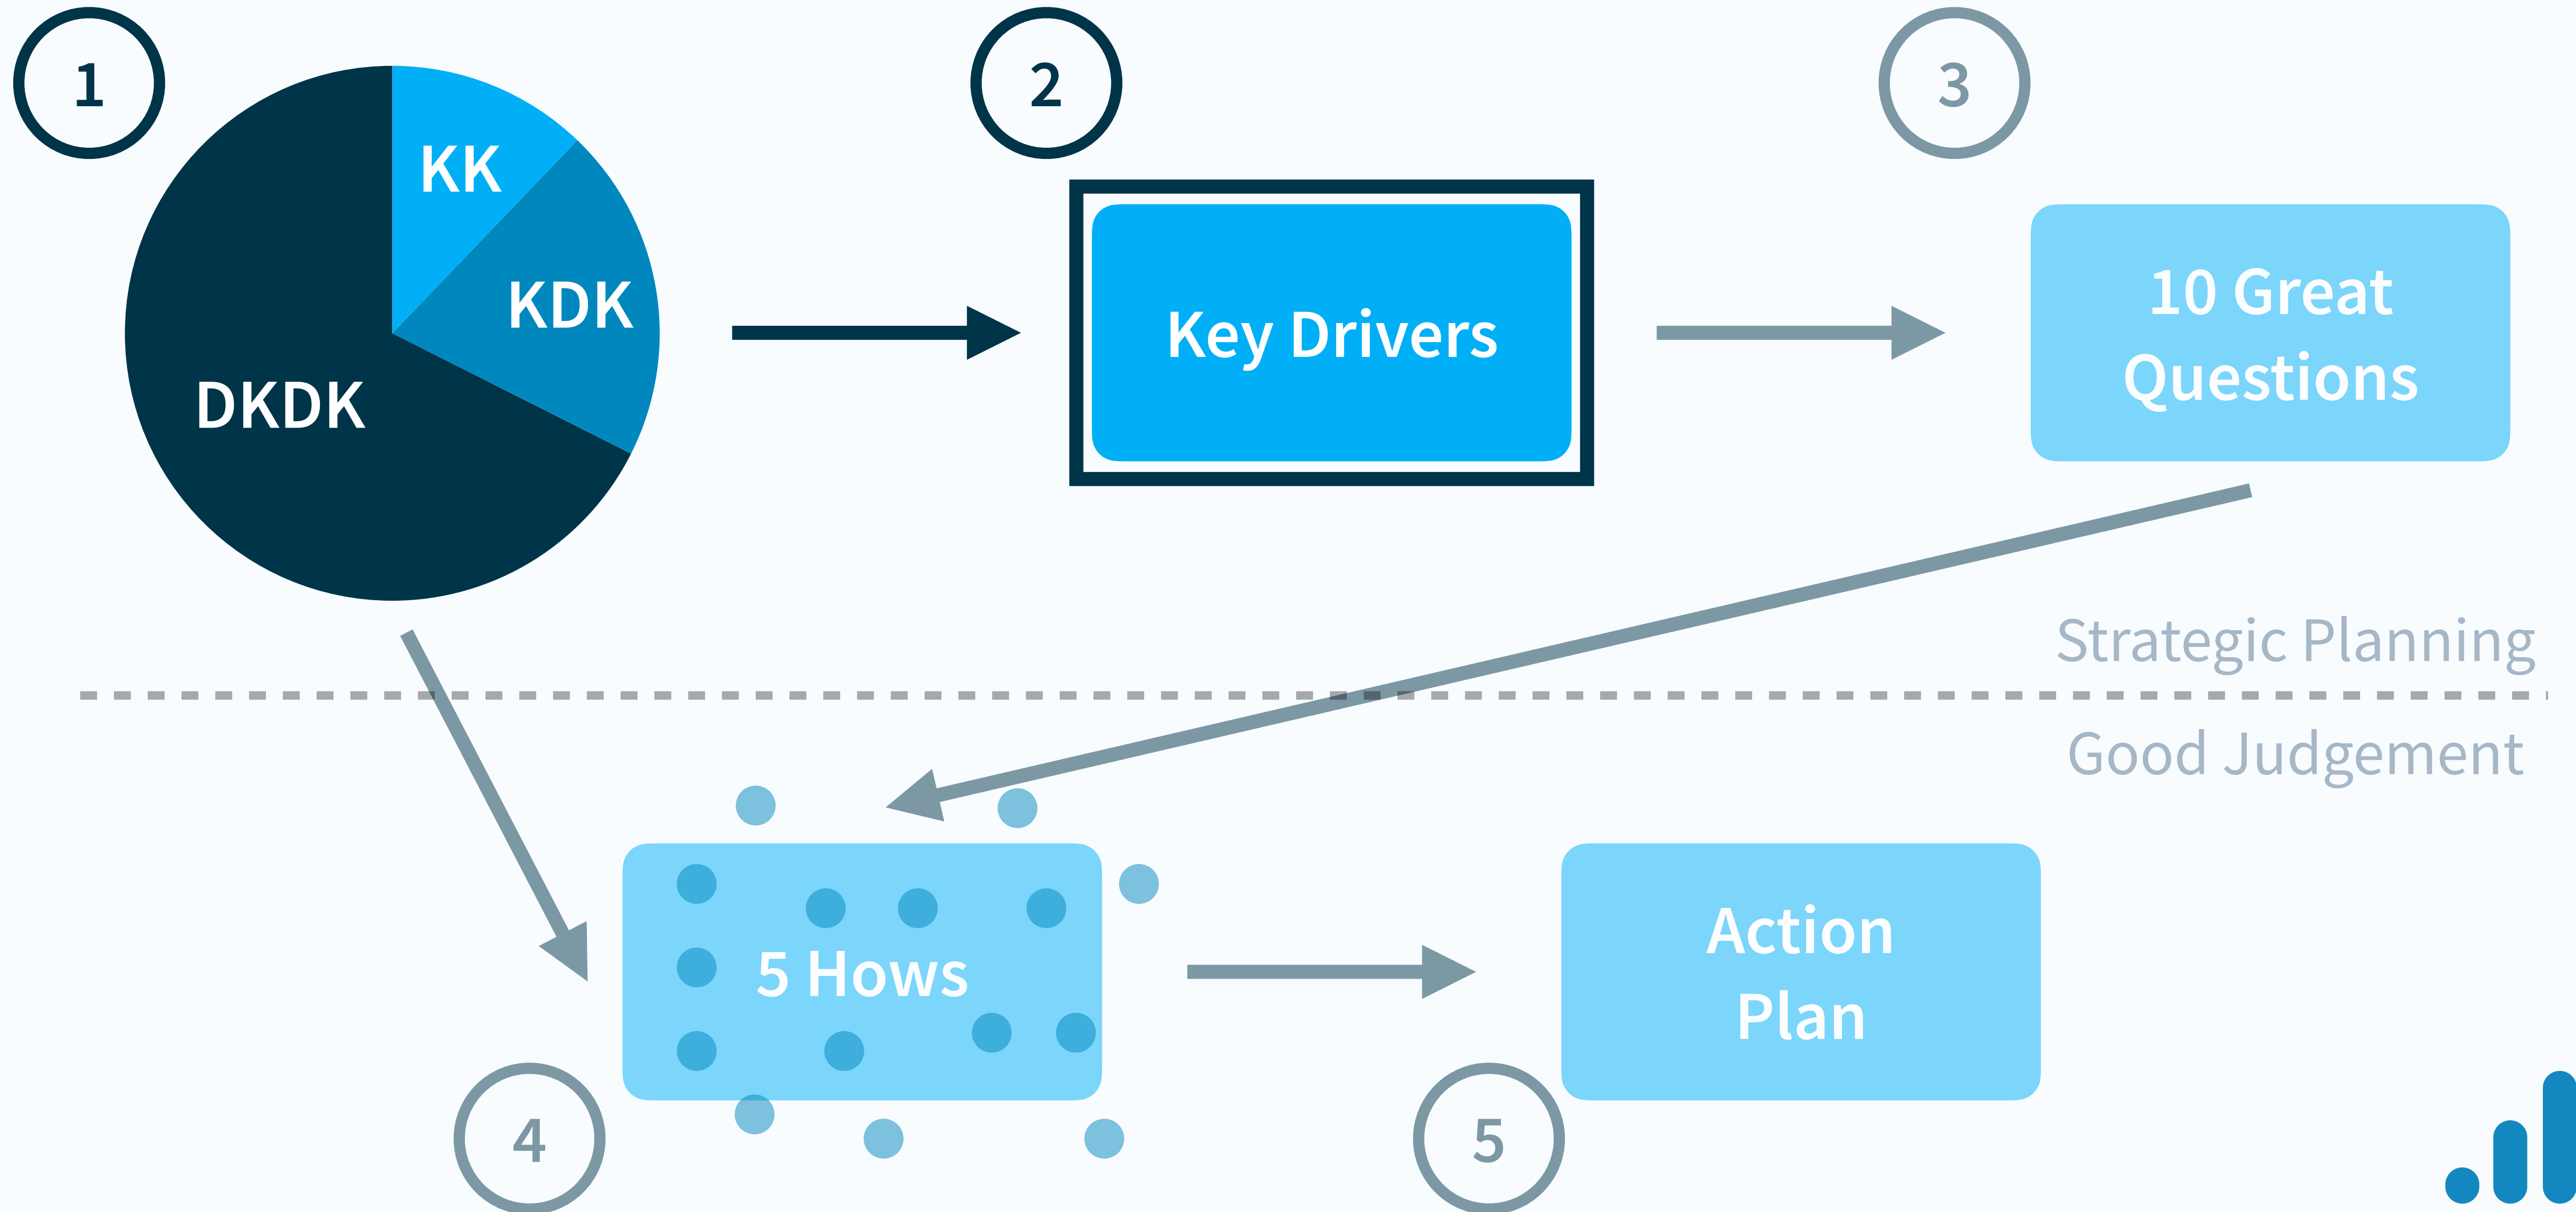 1
2
3
KK
KDK
DKDK
Key Drivers
10 Great
Questions
Strategic Planning
Good Judgement
5 Hows
Action
Plan
4
5